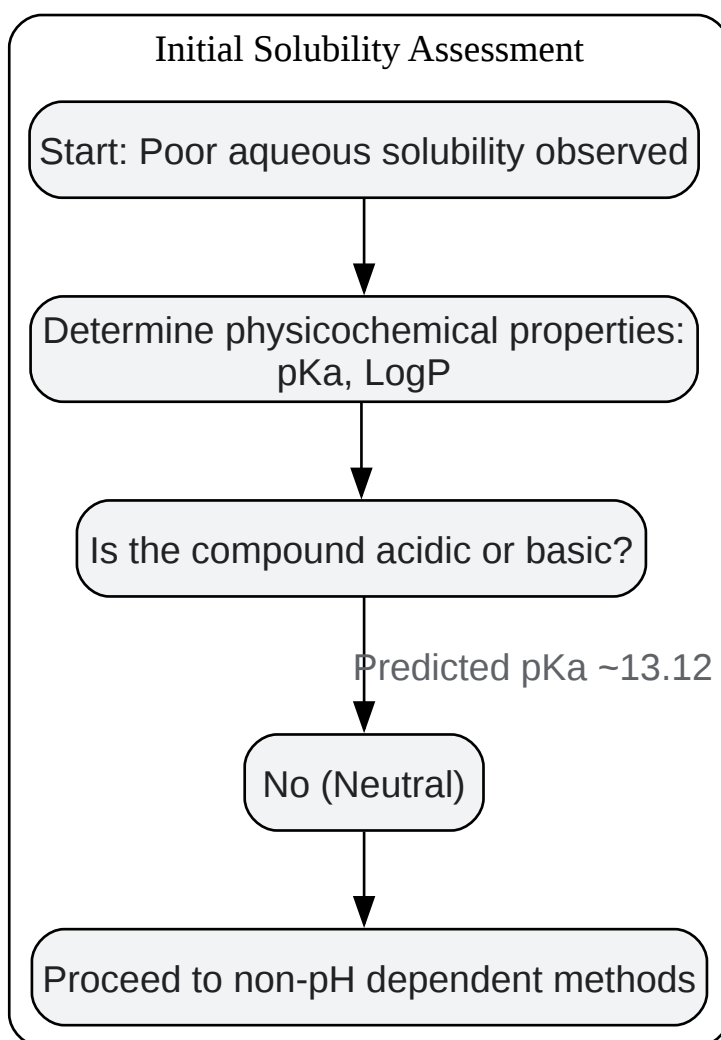 Initial Solubility Assessment
Start: Poor aqueous solubility observed
Determine physicochemical properties:
pKa, LogP
Is the compound acidic or basic?
Predicted pKa ~13.12
No (Neutral)
Proceed to non-pH dependent methods